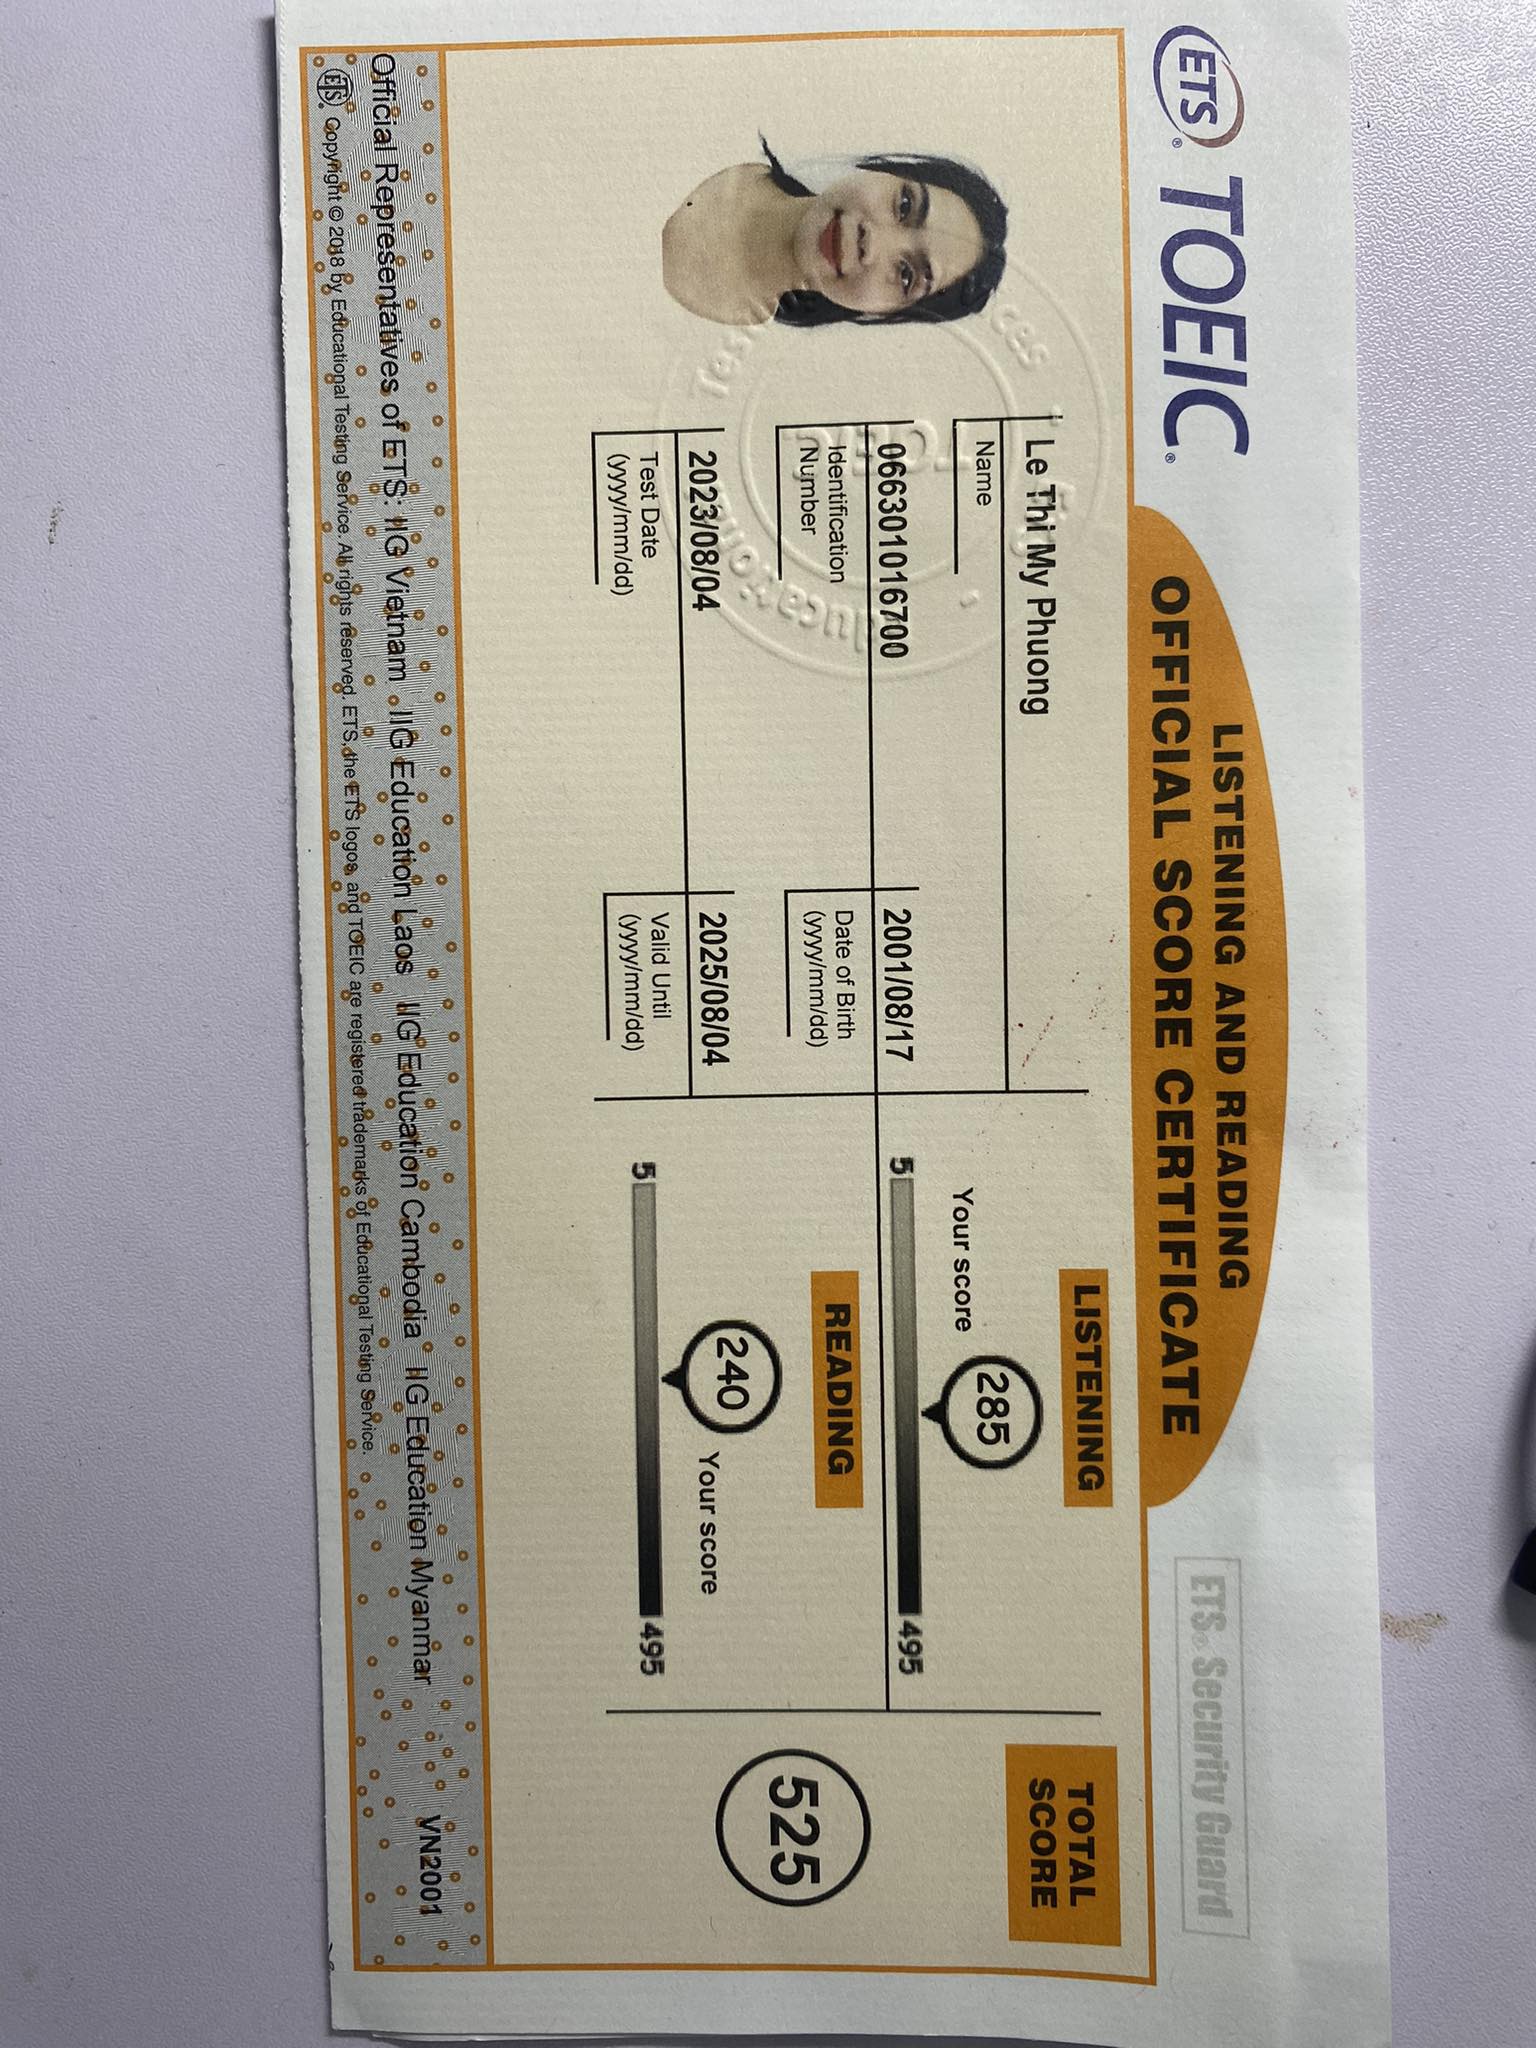 ETS® TOEIC®
LISTENING AND READING
OFFICIAL SCORE CERTIFICATE
ETS® Security Guard
Le Thi My Phuong
Name
066301016700
Identification
Number
2001/08/17
Date of Birth
(yyyy/mm/dd)
2023/08/04
Test Date
(yyyy/mm/dd)
2025/08/04
Valid Until
(yyyy/mm/dd)
LISTENING
Your score
285
5 495
READING
240
Your score
5 495
TOTAL
SCORE
525
Official Representatives of ETS: IIG Vietnam IIG Education Laos IIG Education Cambodia IIG Education Myanmar
VN2001
ETS® Copyright © 2018 by Educational Testing Service. All rights reserved. ETS, the ETS logos, and TOEIC are registered trademarks of Educational Testing Service.